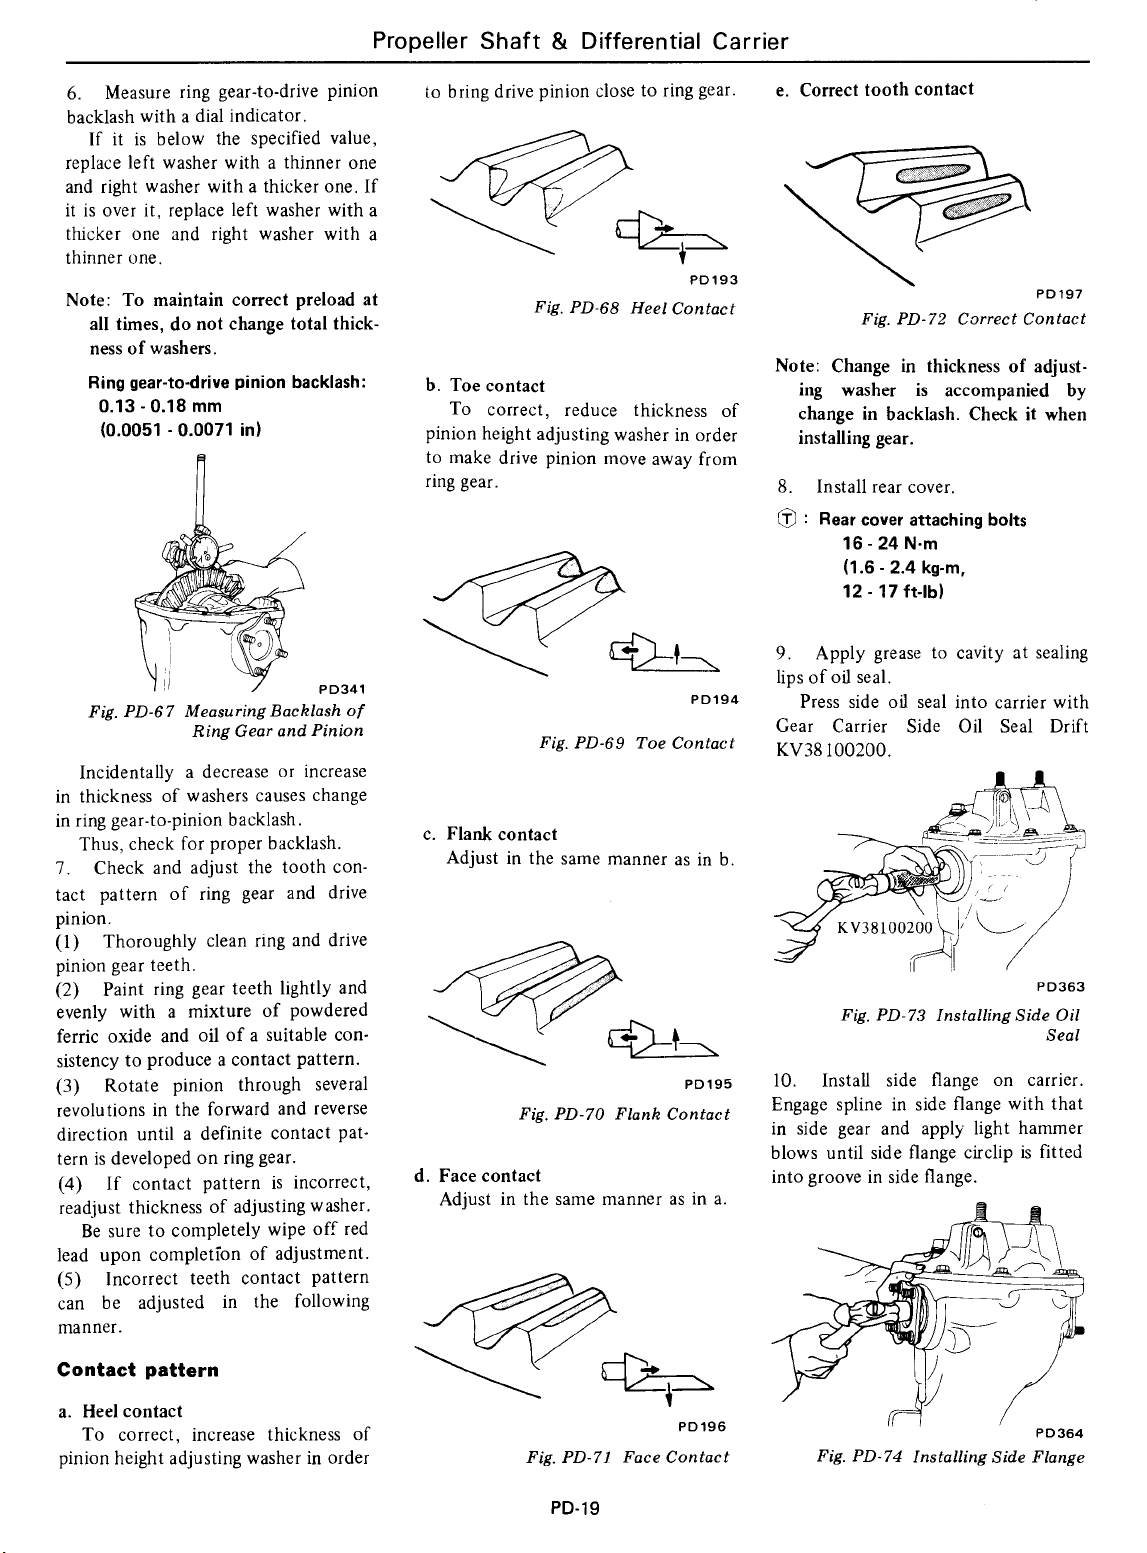 Propeller Shaft & Differential Carrier
6. Measure ring gear-to-drive pinion
backlash with a dial indicator.
If it is below the specified value,
replace left washer with a thinner one
and right washer with a thicker one. If
it is over it, replace left washer with a
thicker one and right washer with a
thinner one.
Note: To maintain correct preload at
all times, do not change total thick-
ness of washers.
Ring gear-to-drive pinion backlash:
0.13 - 0.18 mm
(0.0051 - 0.0071 in)
PD341
Fig. PD-67 Measuring Backlash of
Ring Gear and Pinion
Incidentally a decrease or increase
in thickness of washers causes change
in ring gear-to-pinion backlash.
Thus, check for proper backlash.
7. Check and adjust the tooth con-
tact pattern of ring gear and drive
pinion.
(1) Thoroughly clean ring and drive
pinion gear teeth.
(2) Paint ring gear teeth lightly and
evenly with a mixture of powdered
ferric oxide and oil of a suitable con-
sistency to produce a contact pattern.
(3) Rotate pinion through several
revolutions in the forward and reverse
direction until a definite contact pat-
tern is developed on ring gear.
(4) If contact pattern is incorrect,
readjust thickness of adjusting washer.
Be sure to completely wipe off red
lead upon completion of adjustment.
(5) Incorrect teeth contact pattern
can be adjusted in the following
manner.
Contact pattern
a. Heel contact
To correct, increase thickness of
pinion height adjusting washer in order
to bring drive pinion close to ring gear.
PD193
Fig. PD-68 Heel Contact
b. Toe contact
To correct, reduce thickness of
pinion height adjusting washer in order
to make drive pinion move away from
ring gear.
PD194
Fig. PD-69 Toe Contact
c. Flank contact
Adjust in the same manner as in b.
PD195
Fig. PD-70 Flank Contact
d. Face contact
Adjust in the same manner as in a.
PD196
Fig. PD-71 Face Contact
e. Correct tooth contact
PD197
Fig. PD-72 Correct Contact
Note: Change in thickness of adjust-
ing washer is accompanied by
change in backlash. Check it when
installing gear.
8. Install rear cover.
Ⓣ : Rear cover attaching bolts
16 - 24 N·m
(1.6 - 2.4 kg-m,
12 - 17 ft-lb)
9. Apply grease to cavity at sealing
lips of oil seal.
Press side oil seal into carrier with
Gear Carrier Side Oil Seal Drift
KV38100200.
KV38100200
PD363
Fig. PD-73 Installing Side Oil
Seal
10. Install side flange on carrier.
Engage spline in side flange with that
in side gear and apply light hammer
blows until side flange circlip is fitted
into groove in side flange.
PD364
Fig. PD-74 Installing Side Flange
PD-19